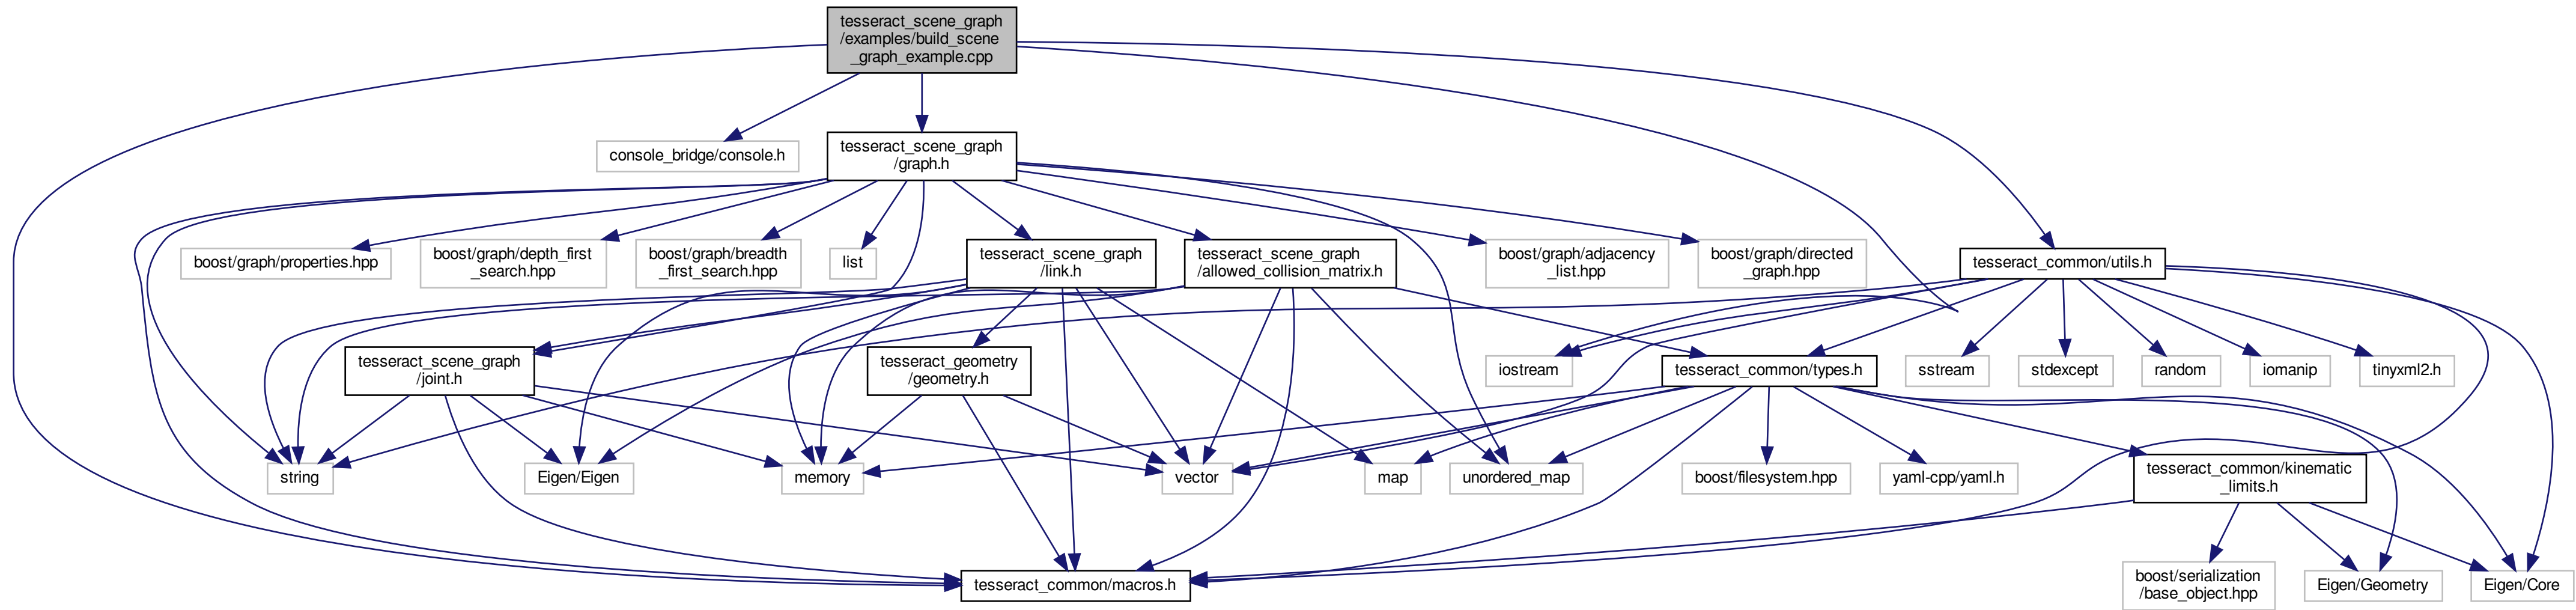 tesseract_scene_graph
/examples/build_scene
_graph_example.cpp
console_bridge/console.h
tesseract_scene_graph
/graph.h
boost/graph/properties.hpp
boost/graph/depth_first
_search.hpp
boost/graph/breadth
_first_search.hpp
list
tesseract_scene_graph
/link.h
tesseract_scene_graph
/allowed_collision_matrix.h
boost/graph/adjacency
_list.hpp
boost/graph/directed
_graph.hpp
tesseract_common/utils.h
tesseract_scene_graph
/joint.h
tesseract_geometry
/geometry.h
iostream
tesseract_common/types.h
sstream
stdexcept
random
iomanip
tinyxml2.h
string
Eigen/Eigen
memory
vector
map
unordered_map
boost/filesystem.hpp
yaml-cpp/yaml.h
tesseract_common/kinematic
_limits.h
tesseract_common/macros.h
boost/serialization
/base_object.hpp
Eigen/Geometry
Eigen/Core